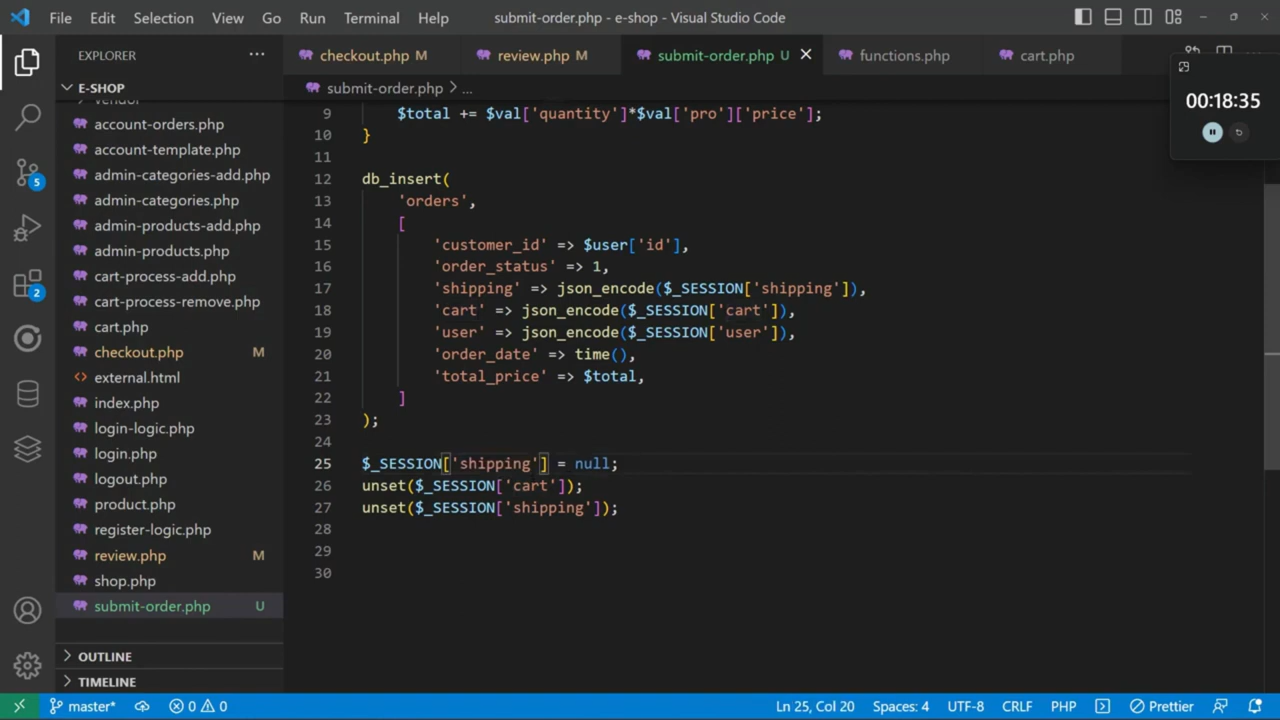 File Edit Selection View Go Run Terminal Help submit-order.php - e-shop - Visual Studio Code
EXPLORER
checkout.php M review.php M submit-order.php U functions.php cart.php
00:18:35
E-SHOP
submit-order.php > ...
vendor
account-orders.php
account-template.php
admin-categories-add.php
admin-categories.php
admin-products-add.php
admin-products.php
cart-process-add.php
cart-process-remove.php
cart.php
checkout.php M
external.html
index.php
login-logic.php
login.php
logout.php
product.php
register-logic.php
review.php M
shop.php
submit-order.php U
OUTLINE
TIMELINE
5
2
9 $total += $val['quantity']*$val['pro']['price'];
10 }
11
12 db_insert(
13 'orders',
14 [
15 'customer_id' => $user['id'],
16 'order_status' => 1,
17 'shipping' => json_encode($_SESSION['shipping']),
18 'cart' => json_encode($_SESSION['cart']),
19 'user' => json_encode($_SESSION['user']),
20 'order_date' => time(),
21 'total_price' => $total,
22 ]
23 );
24
25 $_SESSION['shipping'] = null;
26 unset($_SESSION['cart']);
27 unset($_SESSION['shipping']);
28
29
30
master* 0 0 Ln 25, Col 20 Spaces: 4 UTF-8 CRLF PHP Prettier